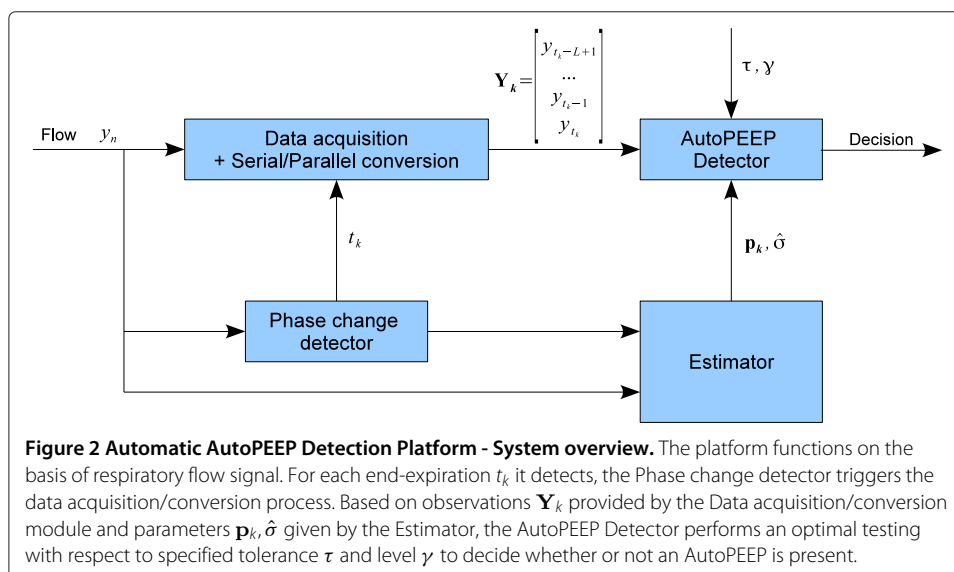 τ, γ
Y_k = [ y_{t_k−L+1}
...
y_{t_k−1}
y_{t_k} ]
Flow y_n
Data acquisition
+ Serial/Parallel conversion
AutoPEEP
Detector
Decision
t_k
p_k, σ̂
Phase change
detector
Estimator
Figure 2 Automatic AutoPEEP Detection Platform - System overview. The platform functions on the
basis of respiratory flow signal. For each end-expiration t_k it detects, the Phase change detector triggers the
data acquisition/conversion process. Based on observations Y_k provided by the Data acquisition/conversion
module and parameters p_k, σ̂ given by the Estimator, the AutoPEEP Detector performs an optimal testing
with respect to specified tolerance τ and level γ to decide whether or not an AutoPEEP is present.